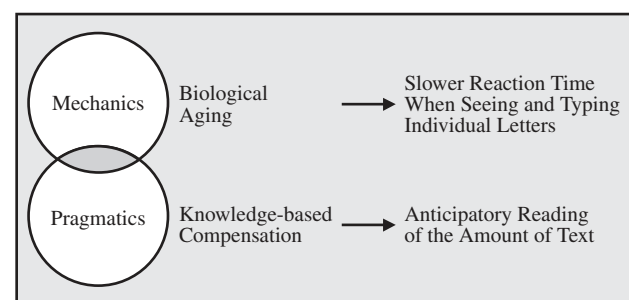 Mechanics
Biological
Aging
Slower Reaction Time
When Seeing and Typing
Individual Letters
Pragmatics
Knowledge-based
Compensation
Anticipatory Reading
of the Amount of Text